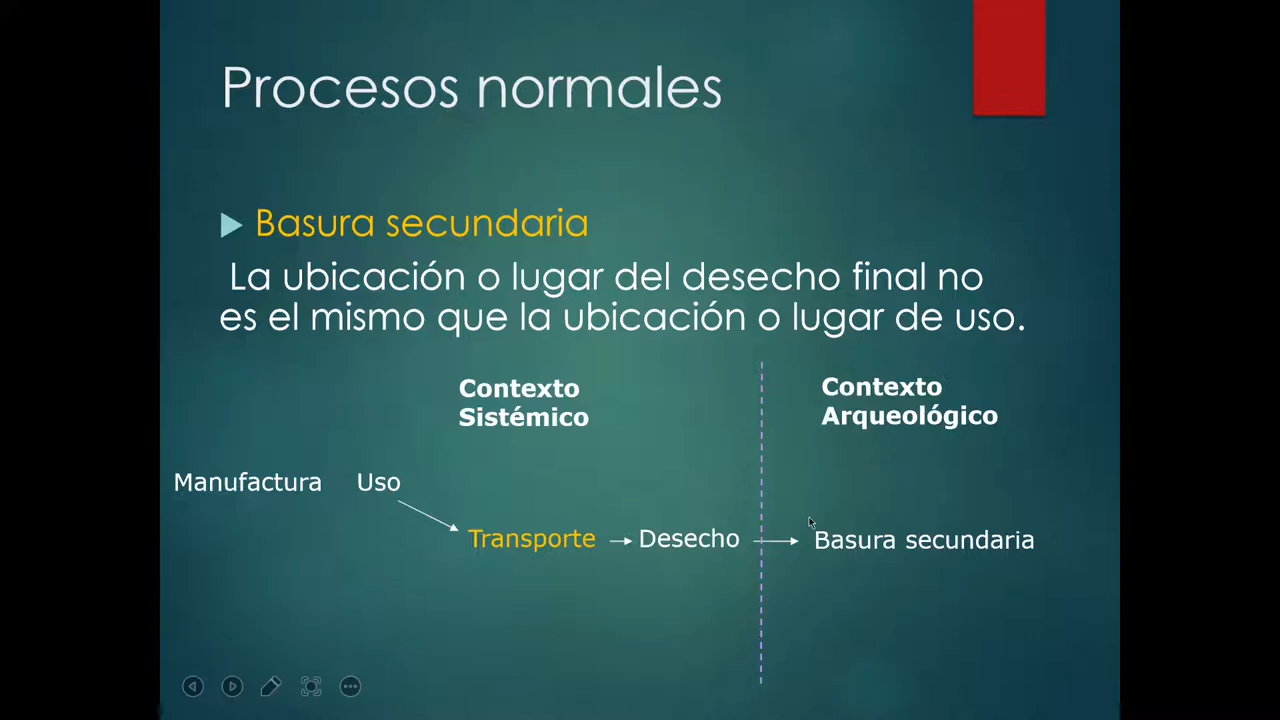 Procesos normales
Basura secundaria
La ubicación o lugar del desecho final no
es el mismo que la ubicación o lugar de uso.
Contexto
Sistémico
Contexto
Arqueológico
Manufactura Uso
Transporte Desecho Basura secundaria